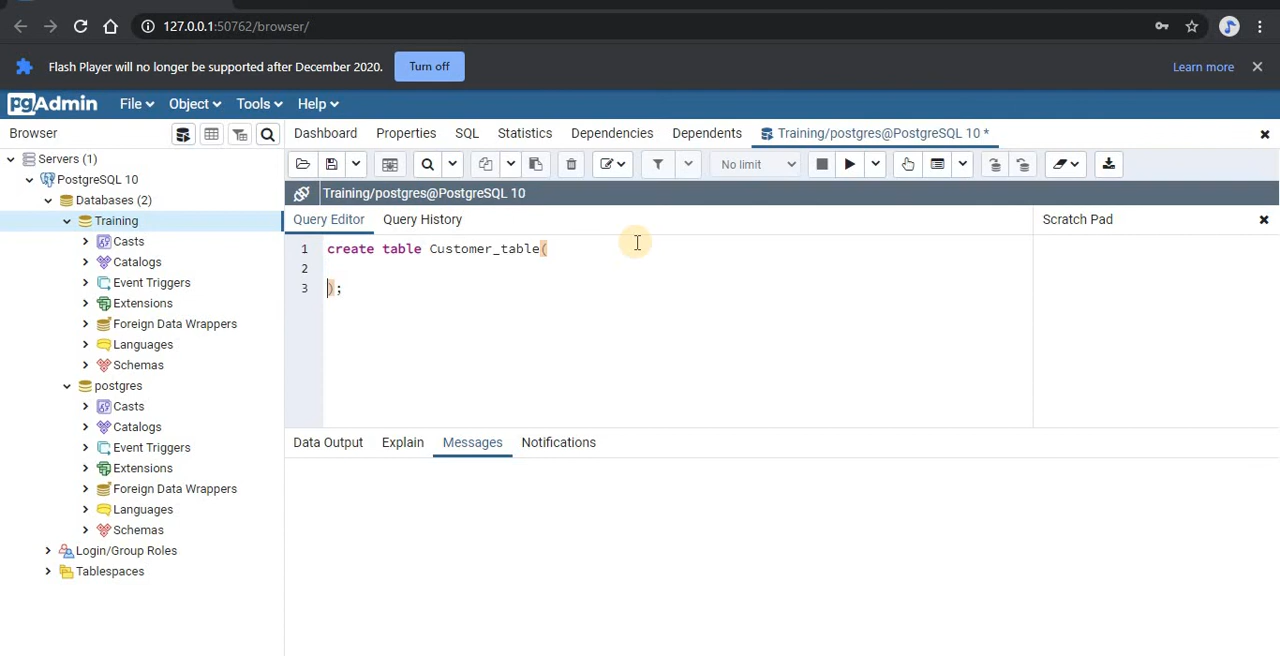 127.0.0.1:50762/browser/
Flash Player will no longer be supported after December 2020. Turn off Learn more
pgAdmin File Object Tools Help
Browser Dashboard Properties SQL Statistics Dependencies Dependents Training/postgres@PostgreSQL 10 *
Servers (1)
No limit
PostgreSQL 10
Training/postgres@PostgreSQL 10
Databases (2)
Training
Query Editor Query History Scratch Pad
Casts
1 create table Customer_table(
Catalogs
2
Event Triggers
3 );
Extensions
Foreign Data Wrappers
Languages
Schemas
postgres
Casts
Catalogs
Data Output Explain Messages Notifications
Event Triggers
Extensions
Foreign Data Wrappers
Languages
Schemas
Login/Group Roles
Tablespaces